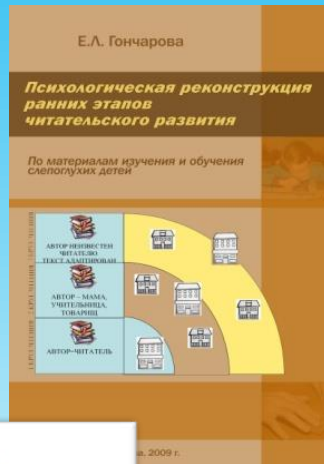 Е.Л. Гончарова
Психологическая реконструкция
ранних этапов
читательского развития
По материалам изучения и обучения
слепоглухих детей
АВТОР НЕИЗВЕСТЕН
ЧИТАТЕЛЮ
ТЕКСТ АДАПТИРОВАН
АВТОР – МАМА,
УЧИТЕЛЬНИЦА,
ТОВАРИЩ
АВТОР–ЧИТАТЕЛЬ
2009 г.